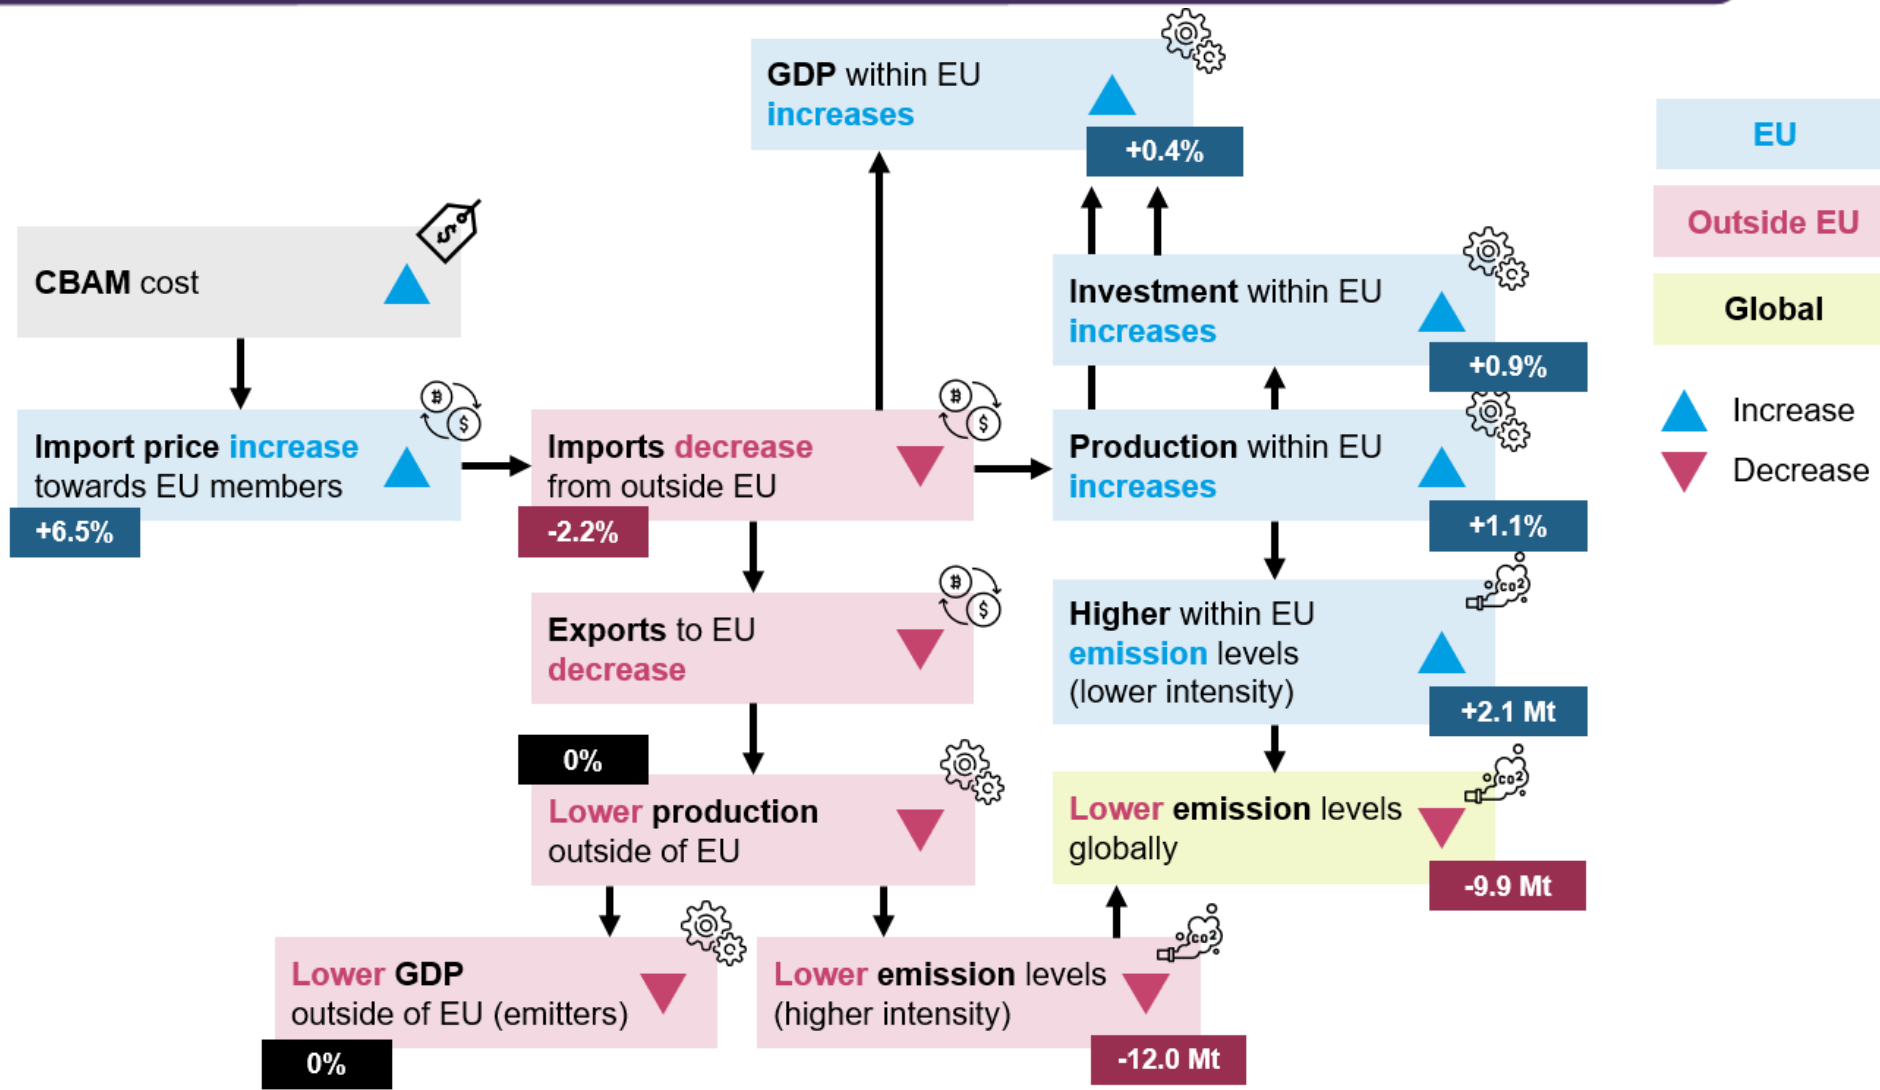 GDP within EU
increases
+0.4%
EU
Outside EU
Global
Increase
Decrease
CBAM cost
Import price increase
towards EU members
+6.5%
Imports decrease
from outside EU
-2.2%
Investment within EU
increases
+0.9%
Production within EU
increases
+1.1%
Exports to EU
decrease
Higher within EU
emission levels
(lower intensity)
+2.1 Mt
0%
Lower production
outside of EU
Lower emission levels
globally
-9.9 Mt
Lower GDP
outside of EU (emitters)
0%
Lower emission levels
(higher intensity)
-12.0 Mt
CO2
CO2
CO2